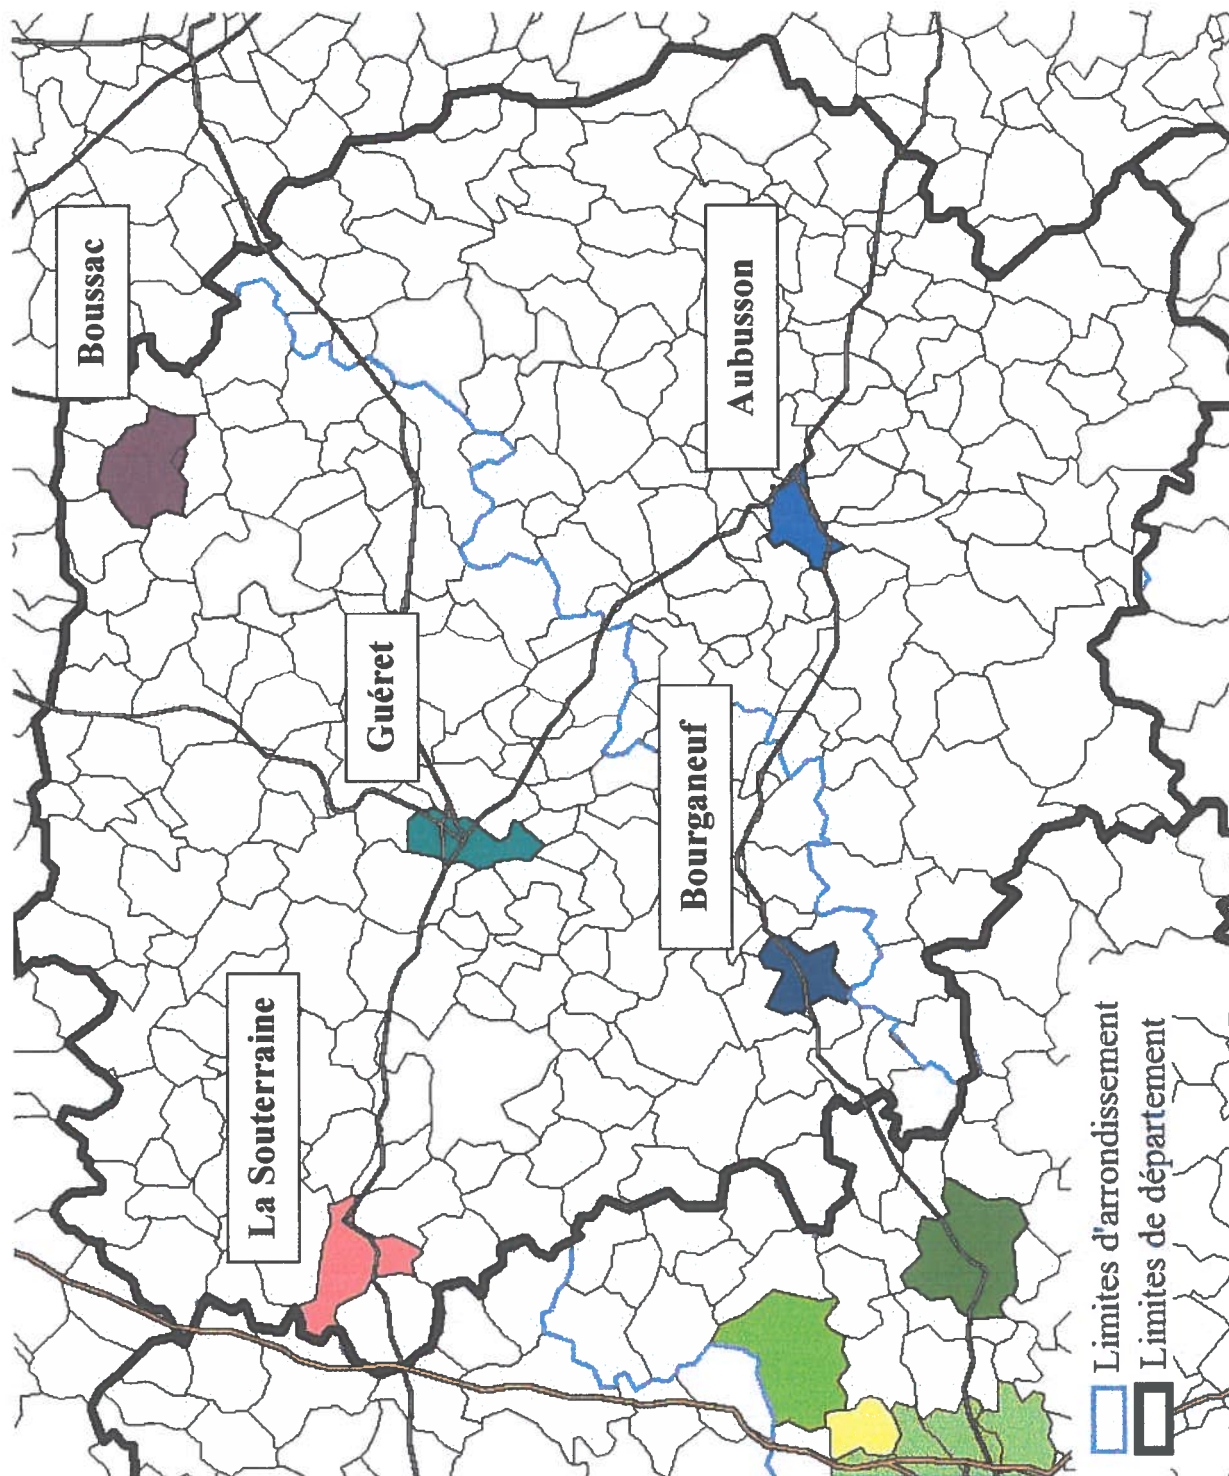 Boussac
La Souterraine
Guéret
Aubusson
Bourganeuf
Limites d'arrondissement
Limites de département